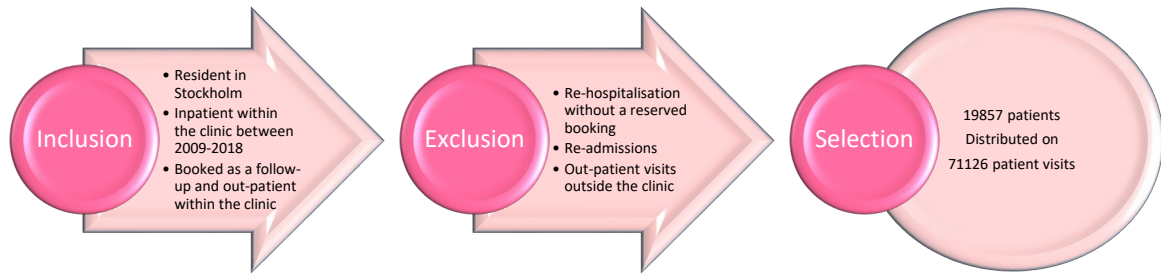 Inclusion
• Resident in
Stockholm
• Inpatient within
the clinic between
2009-2018
• Booked as a follow-
up and out-patient
within the clinic
Exclusion
• Re-hospitalisation
without a reserved
booking
• Re-admissions
• Out-patient visits
outside the clinic
Selection
19857 patients
Distributed on
71126 patient visits